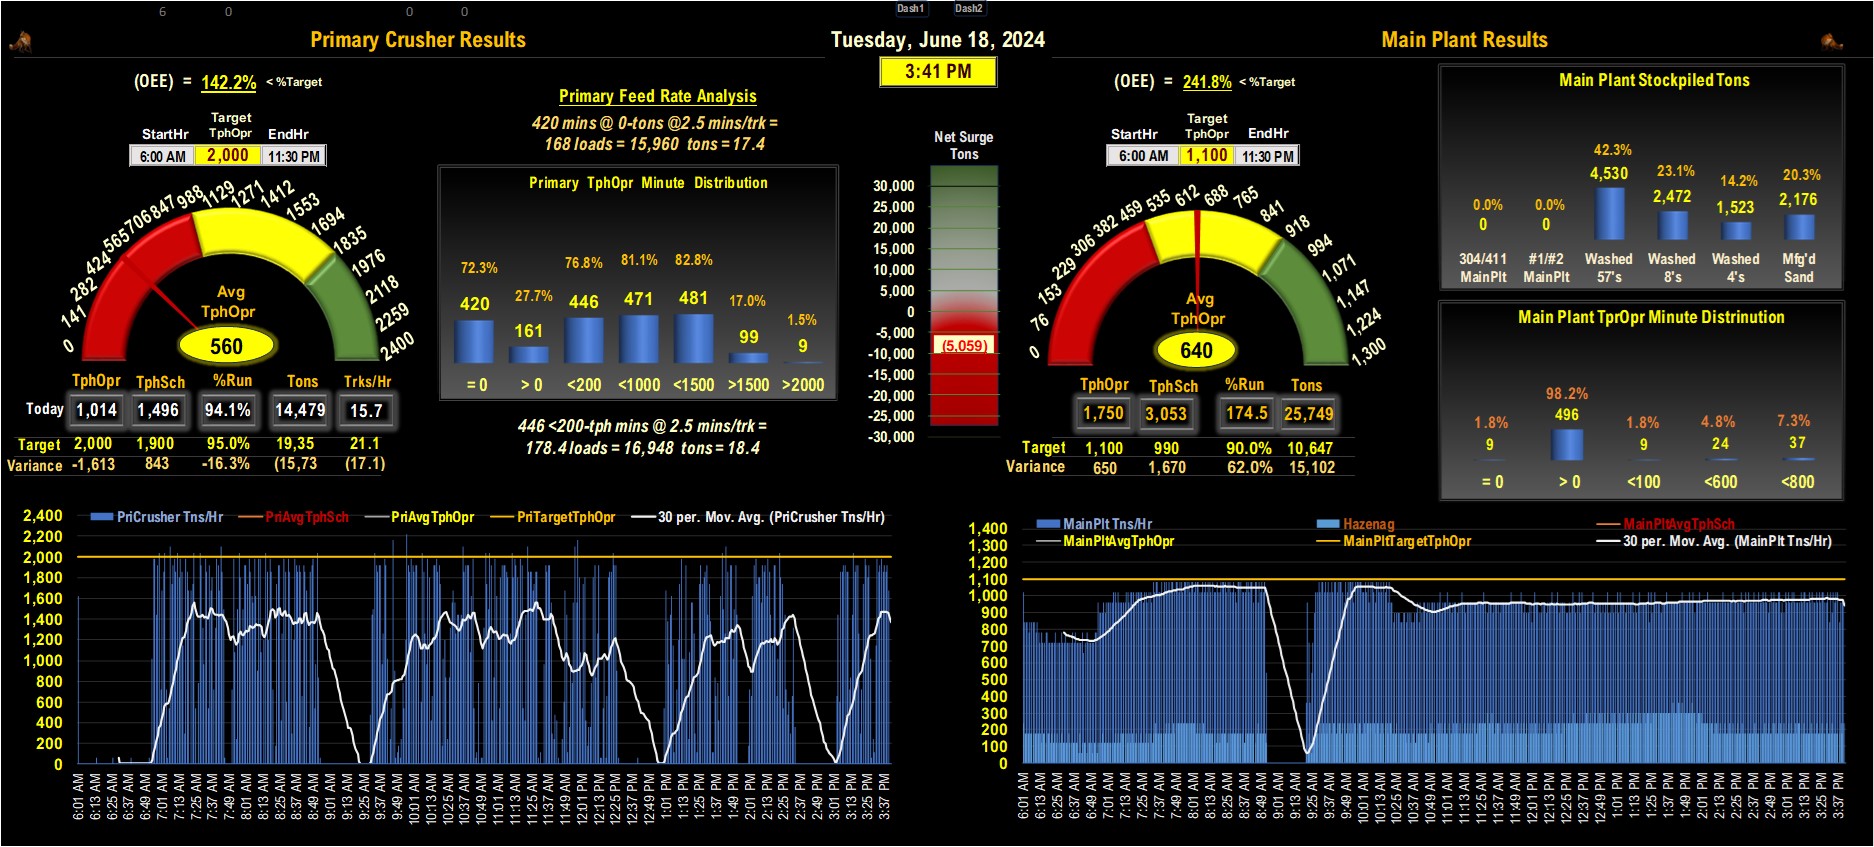 6 0 0 0 Dash1 Dash2
Primary Crusher Results
Tuesday, June 18, 2024
Main Plant Results
3:41 PM
(OEE) = 142.2% < %Target
Target
StartHr TphOpr EndHr
6:00 AM 2,000 11:30 PM
0 141 282 424 565 706 847 988 1129 1271 1412 1553 1694 1835 1976 2118 2259 2400
Avg
TphOpr
560
TphOpr TphSch %Run Tons Trks/Hr
Today 1,014 1,496 94.1% 14,479 15.7
Target 2,000 1,900 95.0% 19,35 21.1
Variance -1,613 843 -16.3% (15,73 (17.1)
Primary Feed Rate Analysis
420 mins @ 0-tons @2.5 mins/trk =
168 loads = 15,960 tons = 17.4
Primary TphOpr Minute Distribution
72.3% 27.7% 76.8% 81.1% 82.8% 17.0% 1.5%
420 161 446 471 481 99 9
= 0 > 0 <200 <1000 <1500 >1500 >2000
446 <200-tph mins @ 2.5 mins/trk =
178.4 loads = 16,948 tons = 18.4
Net Surge
Tons
30,000
25,000
20,000
15,000
10,000
5,000
0
-5,000
(5,059)
-10,000
-15,000
-20,000
-25,000
-30,000
(OEE) = 241.8% < %Target
Target
StartHr TphOpr EndHr
6:00 AM 1,100 11:30 PM
0 76 153 229 306 382 459 535 612 688 765 841 918 994 1,071 1,147 1,224 1,300
Avg
TphOpr
640
TphOpr TphSch %Run Tons
1,750 3,053 174.5 25,749
Target 1,100 990 90.0% 10,647
Variance 650 1,670 62.0% 15,102
Main Plant Stockpiled Tons
0.0% 0.0% 42.3% 23.1% 14.2% 20.3%
0 0 4,530 2,472 1,523 2,176
304/411 #1/#2 Washed Washed Washed Mfg'd
MainPlt MainPlt 57's 8's 4's Sand
Main Plant TprOpr Minute Distrinution
1.8% 98.2% 1.8% 4.8% 7.3%
9 496 9 24 37
= 0 > 0 <100 <600 <800
PriCrusher Tns/Hr PriAvgTphSch PriAvgTphOpr PriTargetTphOpr 30 per. Mov. Avg. (PriCrusher Tns/Hr)
2,400
2,200
2,000
1,800
1,600
1,400
1,200
1,000
800
600
400
200
0
6:01 AM 6:13 AM 6:25 AM 6:37 AM 6:49 AM 7:01 AM 7:13 AM 7:25 AM 7:37 AM 7:49 AM 8:01 AM 8:13 AM 8:25 AM 8:37 AM 8:49 AM 9:01 AM 9:13 AM 9:25 AM 9:37 AM 9:49 AM 10:01 AM 10:13 AM 10:25 AM 10:37 AM 10:49 AM 11:01 AM 11:13 AM 11:25 AM 11:37 AM 11:49 AM 12:01 PM 12:13 PM 12:25 PM 12:37 PM 12:49 PM 1:01 PM 1:13 PM 1:25 PM 1:37 PM 1:49 PM 2:01 PM 2:13 PM 2:25 PM 2:37 PM 2:49 PM 3:01 PM 3:13 PM 3:25 PM 3:37 PM
MainPlt Tns/Hr Hazenag MainPltAvgTphSch
MainPltAvgTphOpr MainPltTargetTphOpr 30 per. Mov. Avg. (MainPlt Tns/Hr)
1,400
1,300
1,200
1,100
1,000
900
800
700
600
500
400
300
200
100
0
6:01 AM 6:13 AM 6:25 AM 6:37 AM 6:49 AM 7:01 AM 7:13 AM 7:25 AM 7:37 AM 7:49 AM 8:01 AM 8:13 AM 8:25 AM 8:37 AM 8:49 AM 9:01 AM 9:13 AM 9:25 AM 9:37 AM 9:49 AM 10:01 AM 10:13 AM 10:25 AM 10:37 AM 10:49 AM 11:01 AM 11:13 AM 11:25 AM 11:37 AM 11:49 AM 12:01 PM 12:13 PM 12:25 PM 12:37 PM 12:49 PM 1:01 PM 1:13 PM 1:25 PM 1:37 PM 1:49 PM 2:01 PM 2:13 PM 2:25 PM 2:37 PM 2:49 PM 3:01 PM 3:13 PM 3:25 PM 3:37 PM